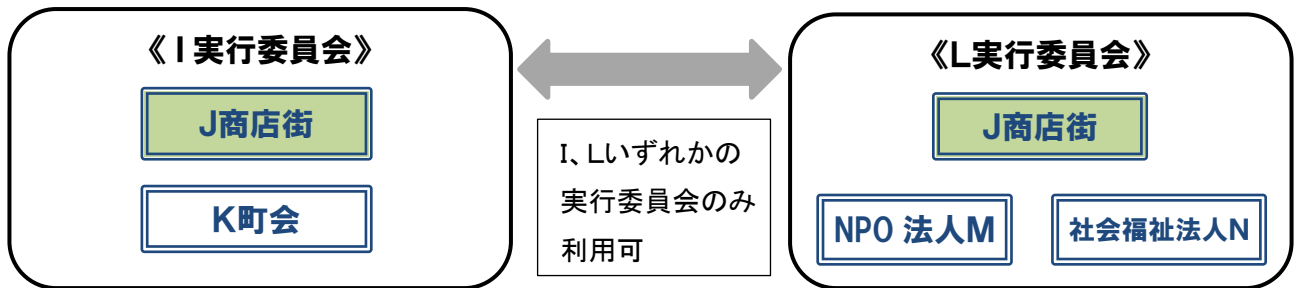 《I実行委員会》
J商店街
K町会
I、Lいずれかの
実行委員会のみ
利用可
《L実行委員会》
J商店街
NPO 法人M
社会福祉法人N